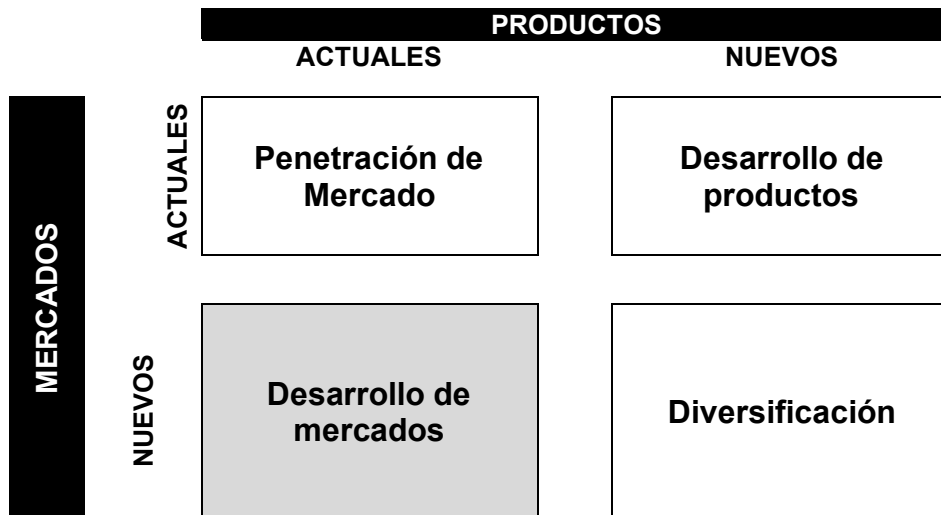 PRODUCTOS
ACTUALES
NUEVOS
MERCADOS
ACTUALES
Penetración de
Mercado
Desarrollo de
productos
NUEVOS
Desarrollo de
mercados
Diversificación